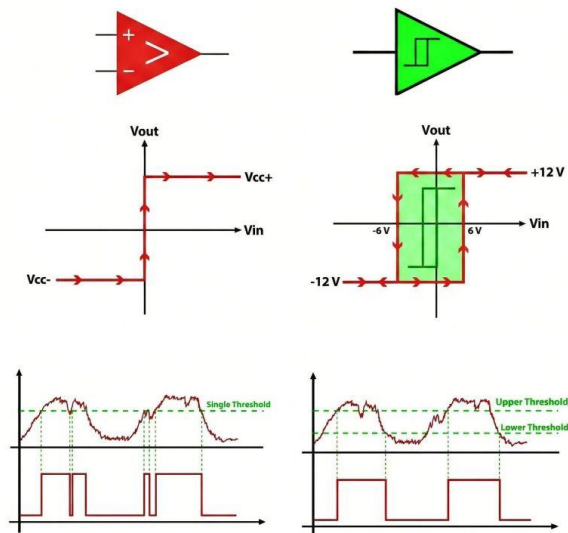 +
>
−
Vout
Vcc+
Vin
Vcc-
Vout
+12 V
-6 V
6 V
Vin
-12 V
Single Threshold
Upper Threshold
Lower Threshold